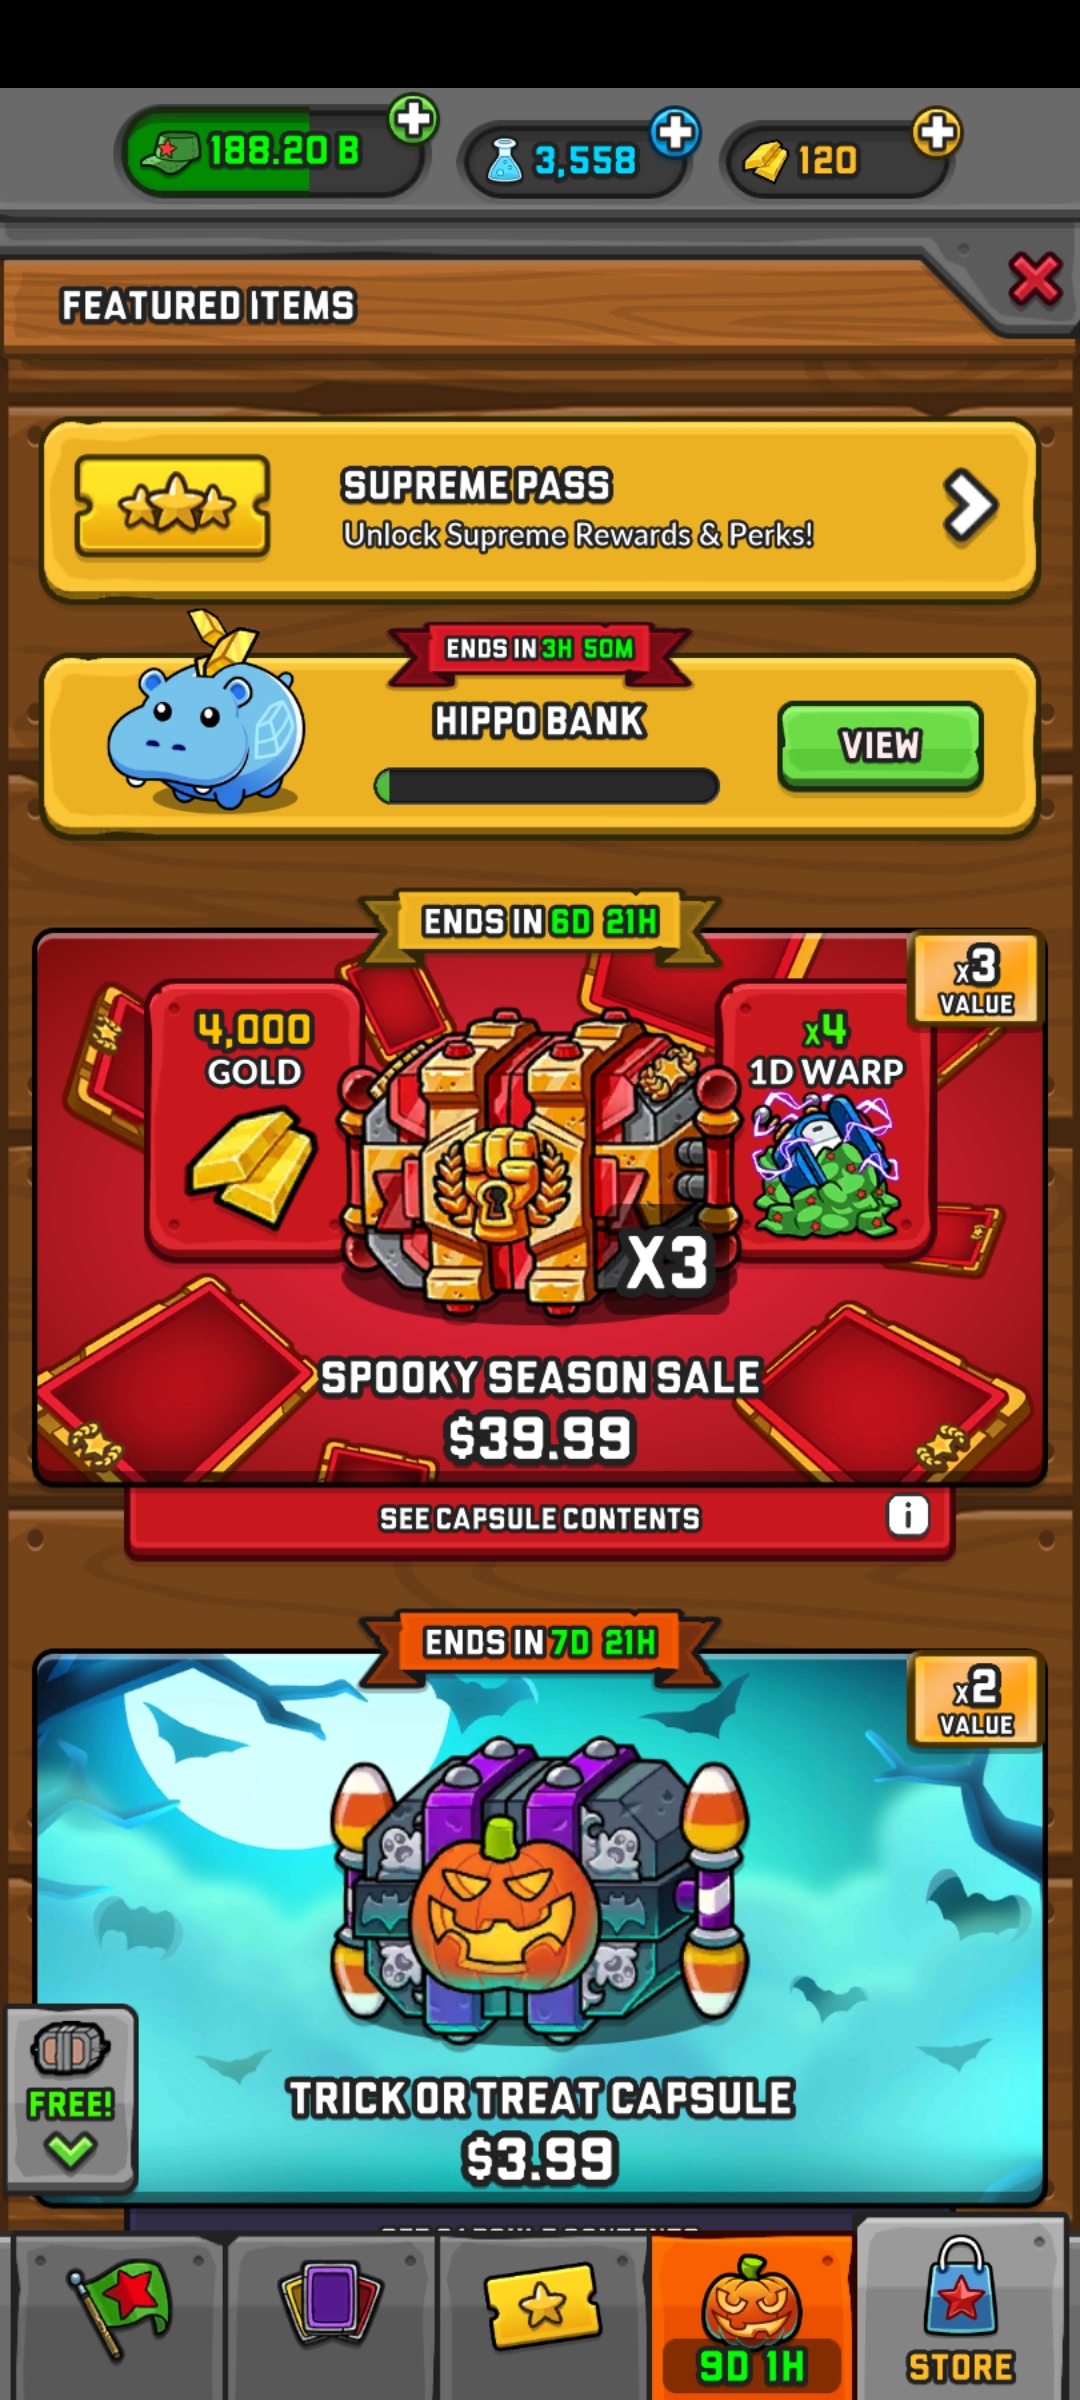 188.20 B
3,558
120
FEATURED ITEMS
SUPREME PASS
Unlock Supreme Rewards & Perks!
ENDS IN 3H 50M
HIPPO BANK
VIEW
ENDS IN 6D 21H
x3
VALUE
4,000
GOLD
x4
1D WARP
X3
SPOOKY SEASON SALE
$39.99
SEE CAPSULE CONTENTS
i
ENDS IN 7D 21H
x2
VALUE
TRICK OR TREAT CAPSULE
$3.99
FREE!
9D 1H
STORE